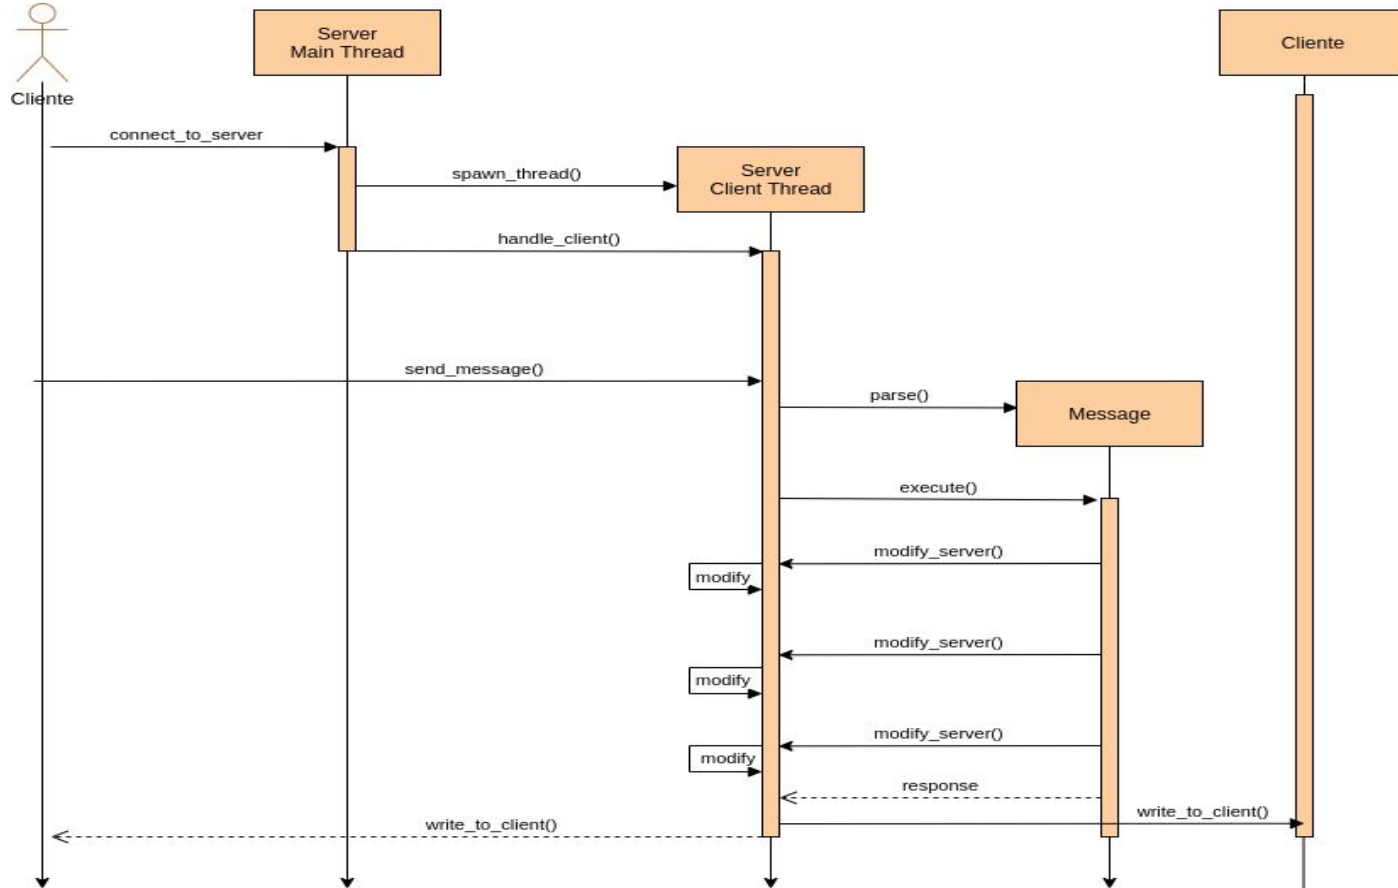 Server
Main Thread
Cliente
Cliente
connect_to_server
spawn_thread()
Server
Client Thread
handle_client()
send_message()
parse()
Message
execute()
modify_server()
modify
modify_server()
modify
modify_server()
modify
response
write_to_client()
write_to_client()